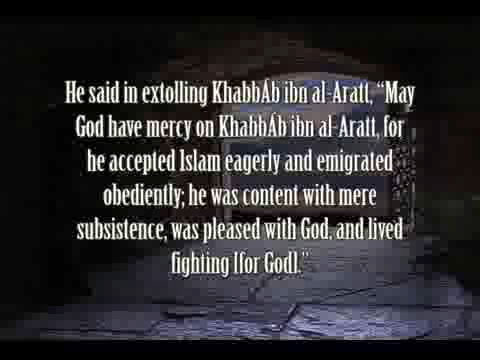 He said in extolling KhabbÁb ibn al-Aratt, “May
God have mercy on KhabbÁb ibn al-Aratt, for
he accepted Islam eagerly and emigrated
obediently; he was content with mere
subsistence, was pleased with God, and lived
fighting [for God].”